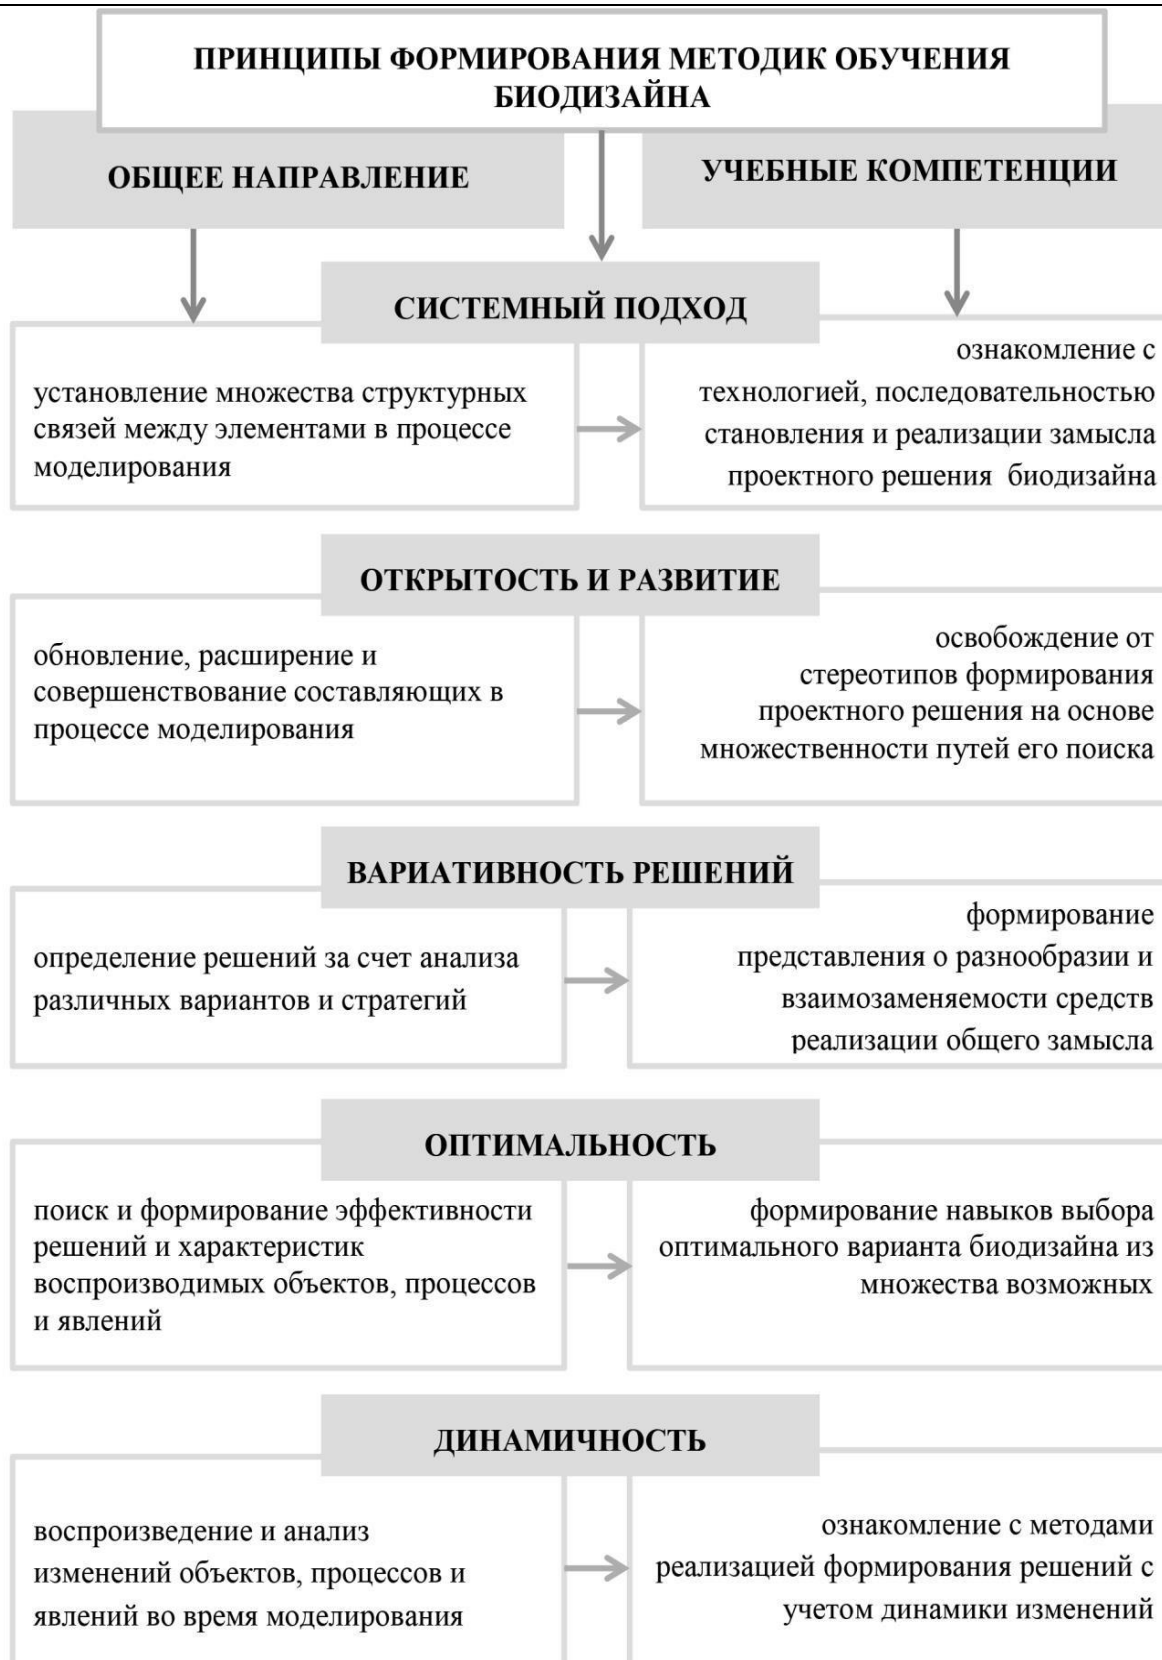 ПРИНЦИПЫ ФОРМИРОВАНИЯ МЕТОДИК ОБУЧЕНИЯ
БИОДИЗАЙНА
ОБЩЕЕ НАПРАВЛЕНИЕ
УЧЕБНЫЕ КОМПЕТЕНЦИИ
СИСТЕМНЫЙ ПОДХОД
установление множества структурных
связей между элементами в процессе
моделирования
ознакомление с
технологией, последовательностью
становления и реализации замысла
проектного решения биодизайна
ОТКРЫТОСТЬ И РАЗВИТИЕ
обновление, расширение и
совершенствование составляющих в
процессе моделирования
освобождение от
стереотипов формирования
проектного решения на основе
множественности путей его поиска
ВАРИАТИВНОСТЬ РЕШЕНИЙ
определение решений за счет анализа
различных вариантов и стратегий
формирование
представления о разнообразии и
взаимозаменяемости средств
реализации общего замысла
ОПТИМАЛЬНОСТЬ
поиск и формирование эффективности
решений и характеристик
воспроизводимых объектов, процессов
и явлений
формирование навыков выбора
оптимального варианта биодизайна из
множества возможных
ДИНАМИЧНОСТЬ
воспроизведение и анализ
изменений объектов, процессов и
явлений во время моделирования
ознакомление с методами
реализацией формирования решений с
учетом динамики изменений